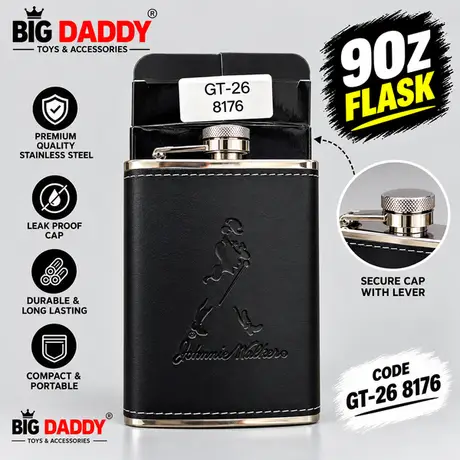 BIG DADDY®
TOYS & ACCESSORIES
90Z
FLASK
GT-26
8176
PREMIUM
QUALITY
STAINLESS STEEL
LEAK PROOF
CAP
DURABLE &
LONG LASTING
COMPACT &
PORTABLE
SECURE CAP
WITH LEVER
Johnnie Walker®
CODE
GT-26 8176
BIG DADDY®
TOYS & ACCESSORIES